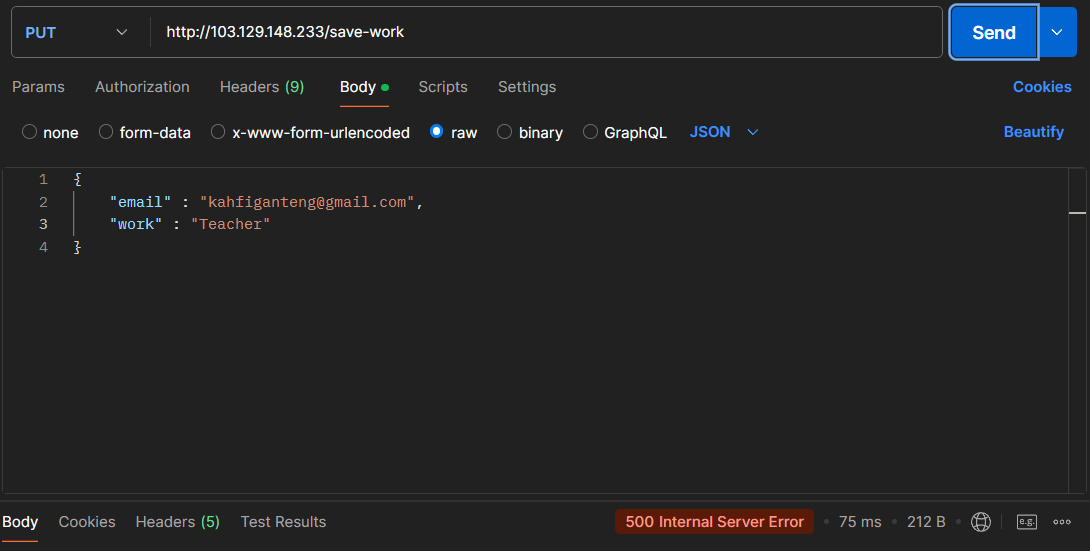 PUT http://103.129.148.233/save-work Send
Params Authorization Headers (9) Body Scripts Settings Cookies
none form-data x-www-form-urlencoded raw binary GraphQL JSON Beautify
1 {
2 "email" : "kahfiganteng@gmail.com",
3 "work" : "Teacher"
4 }
Body Cookies Headers (5) Test Results 500 Internal Server Error 75 ms 212 B e.g.